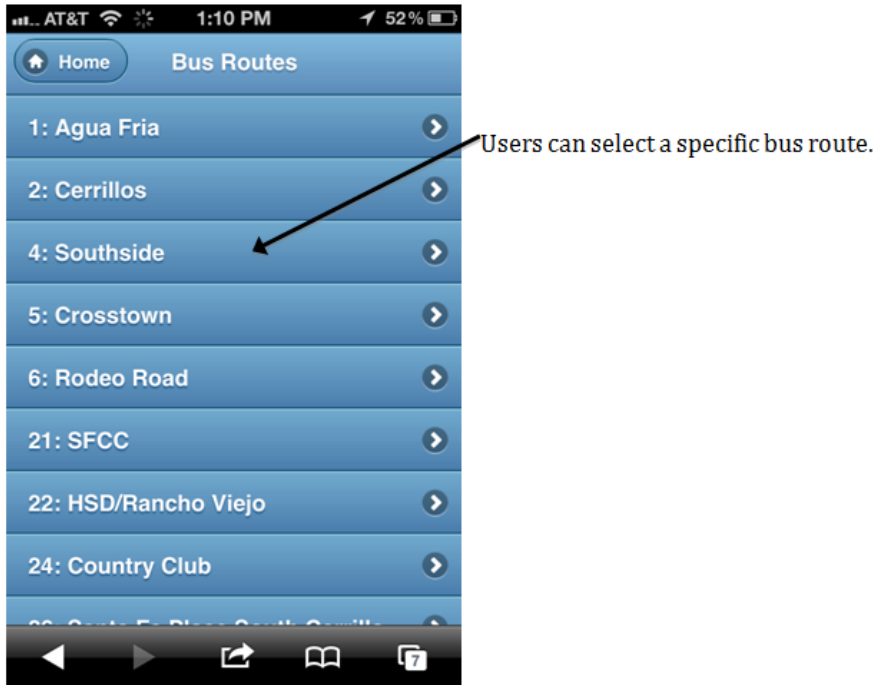 AT&T 1:10 PM 52%
Home Bus Routes
1: Agua Fria
Users can select a specific bus route.
2: Cerrillos
4: Southside
5: Crosstown
6: Rodeo Road
21: SFCC
22: HSD/Rancho Viejo
24: Country Club
7